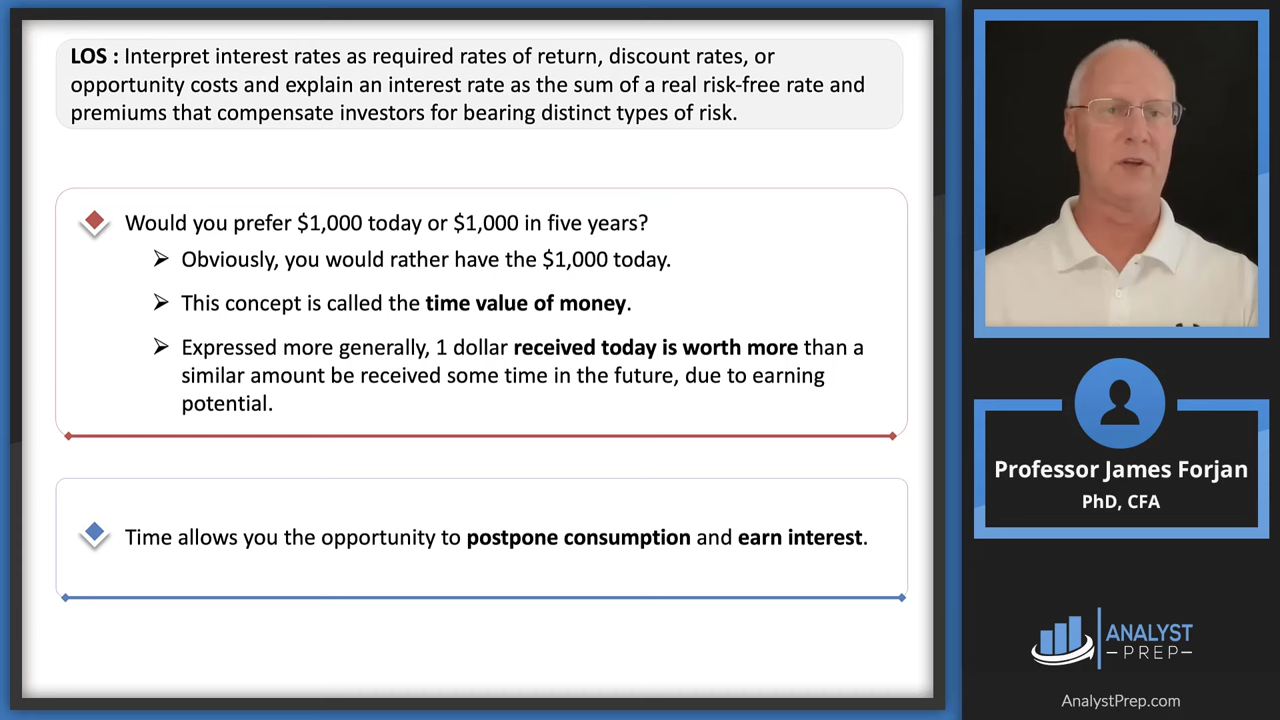 LOS : Interpret interest rates as required rates of return, discount rates, or
opportunity costs and explain an interest rate as the sum of a real risk-free rate and
premiums that compensate investors for bearing distinct types of risk.
Would you prefer $1,000 today or $1,000 in five years?
Obviously, you would rather have the $1,000 today.
This concept is called the time value of money.
Expressed more generally, 1 dollar received today is worth more than a
similar amount be received some time in the future, due to earning
potential.
Time allows you the opportunity to postpone consumption and earn interest.
Professor James Forjan
PhD, CFA
ANALYST
–PREP–
AnalystPrep.com